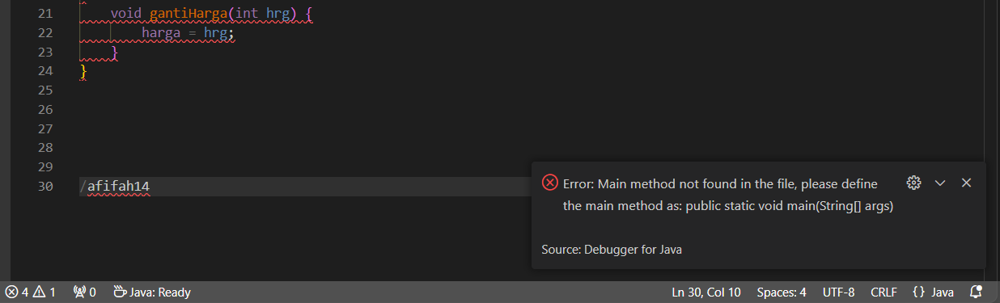 21 void gantiHarga(int hrg) {
22 harga = hrg;
23 }
24 }
25
26
27
28
29
30 /afifah14
Error: Main method not found in the file, please define
the main method as: public static void main(String[] args)
Source: Debugger for Java
4 1 0 Java: Ready Ln 30, Col 10 Spaces: 4 UTF-8 CRLF {} Java